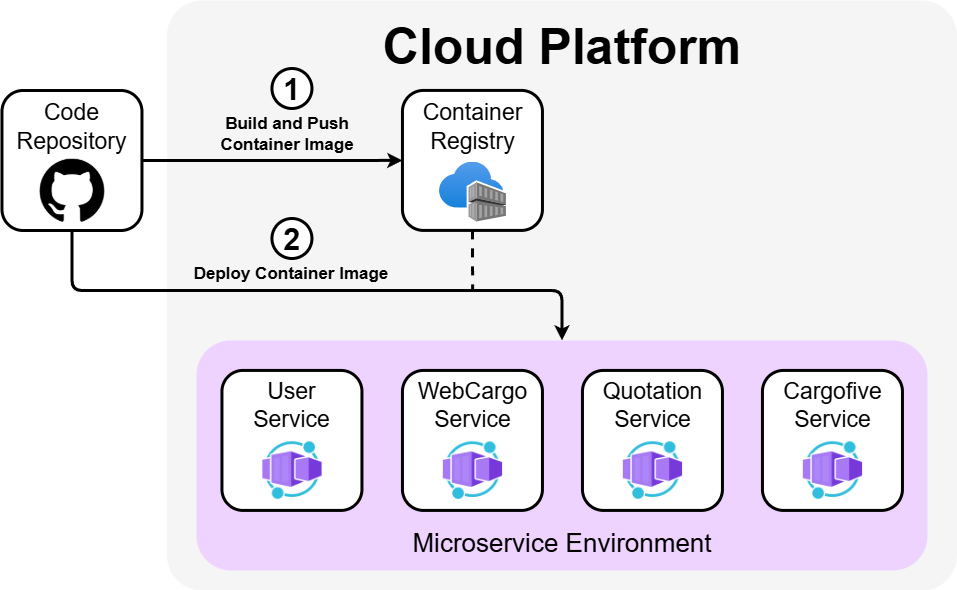 Cloud Platform
Code
Repository
1
Build and Push
Container Image
Container
Registry
2
Deploy Container Image
User
Service
WebCargo
Service
Quotation
Service
Cargofive
Service
Microservice Environment